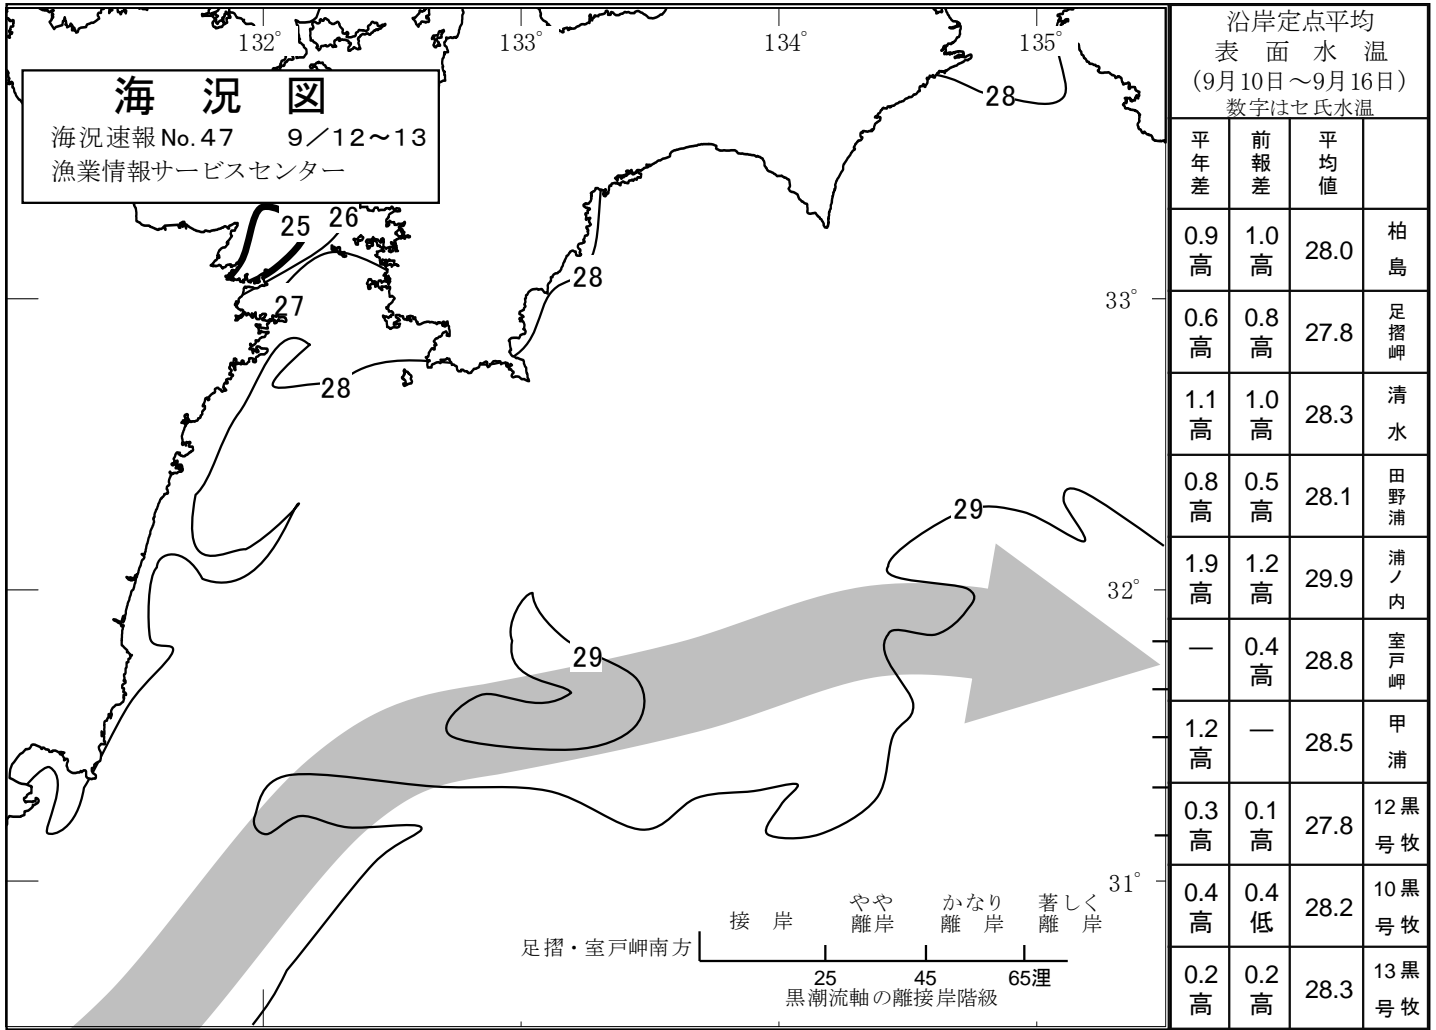 132° 133° 134° 135°
海 況 図
海況速報No.47 9/12~13
漁業情報サービスセンター
28
25 26
28
27
28
33°
29
32°
29
31°
接 岸 やや離岸 かなり離岸 著しく離岸
足摺・室戸岬南方
25 45 65浬
黒潮流軸の離接岸階級
沿岸定点平均
表 面 水 温
(9月10日~9月16日)
数字はセ氏水温
平年差 前報差 平均値
0.9高 1.0高 28.0 柏島
0.6高 0.8高 27.8 足摺岬
1.1高 1.0高 28.3 清水
0.8高 0.5高 28.1 田野浦
1.9高 1.2高 29.9 浦ノ内
— 0.4高 28.8 室戸岬
1.2高 — 28.5 甲浦
0.3高 0.1高 27.8 黒牧12号
0.4高 0.4低 28.2 黒牧10号
0.2高 0.2高 28.3 黒牧13号